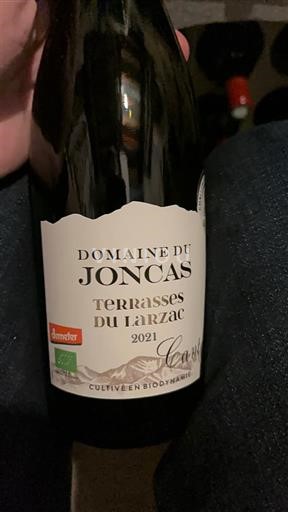 DOMAINE DU
JONCAS
TERRASSES
DU LARZAC
2021
demeter
CULTIVÉ EN BIODYNAMIE